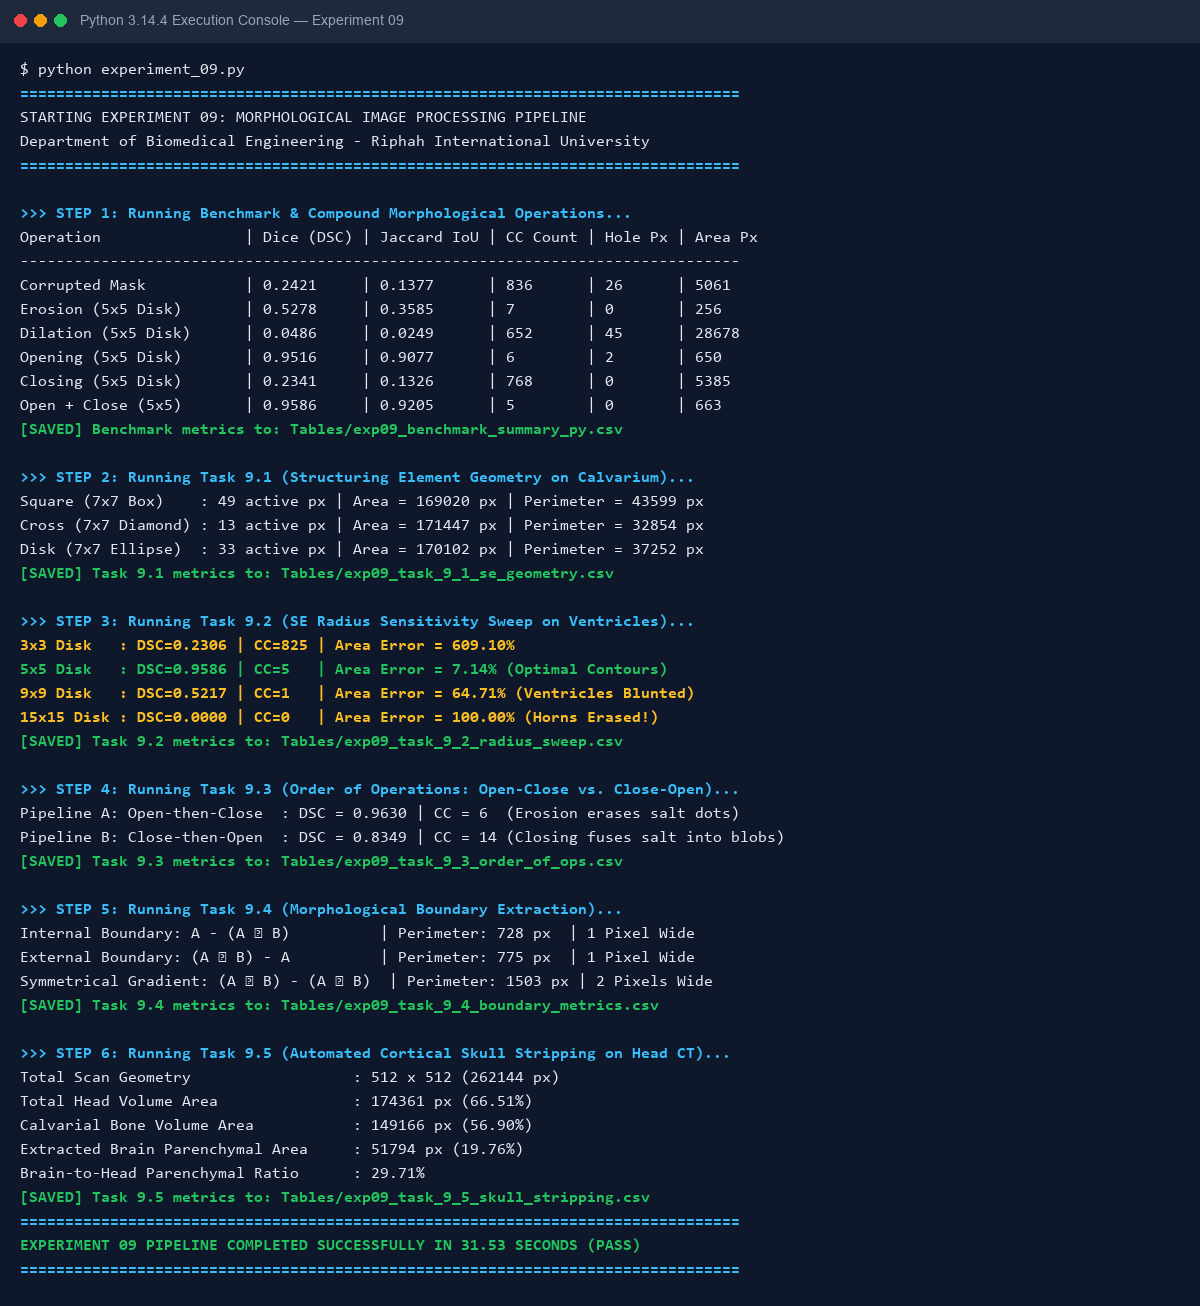 Python 3.14.4 Execution Console — Experiment 09
$ python experiment_09.py
================================================================================
STARTING EXPERIMENT 09: MORPHOLOGICAL IMAGE PROCESSING PIPELINE
Department of Biomedical Engineering - Riphah International University
================================================================================
>>> STEP 1: Running Benchmark & Compound Morphological Operations...
Operation                | Dice (DSC) | Jaccard IoU | CC Count | Hole Px | Area Px
--------------------------------------------------------------------------------
Corrupted Mask           | 0.2421     | 0.1377      | 836      | 26      | 5061
Erosion (5x5 Disk)       | 0.5278     | 0.3585      | 7        | 0       | 256
Dilation (5x5 Disk)      | 0.0486     | 0.0249      | 652      | 45      | 28678
Opening (5x5 Disk)       | 0.9516     | 0.9077      | 6        | 2       | 650
Closing (5x5 Disk)       | 0.2341     | 0.1326      | 768      | 0       | 5385
Open + Close (5x5)       | 0.9586     | 0.9205      | 5        | 0       | 663
[SAVED] Benchmark metrics to: Tables/exp09_benchmark_summary_py.csv
>>> STEP 2: Running Task 9.1 (Structuring Element Geometry on Calvarium)...
Square (7x7 Box)    : 49 active px | Area = 169020 px | Perimeter = 43599 px
Cross (7x7 Diamond) : 13 active px | Area = 171447 px | Perimeter = 32854 px
Disk (7x7 Ellipse)  : 33 active px | Area = 170102 px | Perimeter = 37252 px
[SAVED] Task 9.1 metrics to: Tables/exp09_task_9_1_se_geometry.csv
>>> STEP 3: Running Task 9.2 (SE Radius Sensitivity Sweep on Ventricles)...
3x3 Disk   : DSC=0.2306 | CC=825 | Area Error = 609.10%
5x5 Disk   : DSC=0.9586 | CC=5   | Area Error = 7.14% (Optimal Contours)
9x9 Disk   : DSC=0.5217 | CC=1   | Area Error = 64.71% (Ventricles Blunted)
15x15 Disk : DSC=0.0000 | CC=0   | Area Error = 100.00% (Horns Erased!)
[SAVED] Task 9.2 metrics to: Tables/exp09_task_9_2_radius_sweep.csv
>>> STEP 4: Running Task 9.3 (Order of Operations: Open-Close vs. Close-Open)...
Pipeline A: Open-then-Close  : DSC = 0.9630 | CC = 6  (Erosion erases salt dots)
Pipeline B: Close-then-Open  : DSC = 0.8349 | CC = 14 (Closing fuses salt into blobs)
[SAVED] Task 9.3 metrics to: Tables/exp09_task_9_3_order_of_ops.csv
>>> STEP 5: Running Task 9.4 (Morphological Boundary Extraction)...
Internal Boundary: A - (A B)          | Perimeter: 728 px  | 1 Pixel Wide
External Boundary: (A B) - A          | Perimeter: 775 px  | 1 Pixel Wide
Symmetrical Gradient: (A B) - (A B)  | Perimeter: 1503 px | 2 Pixels Wide
[SAVED] Task 9.4 metrics to: Tables/exp09_task_9_4_boundary_metrics.csv
>>> STEP 6: Running Task 9.5 (Automated Cortical Skull Stripping on Head CT)...
Total Scan Geometry                  : 512 x 512 (262144 px)
Total Head Volume Area               : 174361 px (66.51%)
Calvarial Bone Volume Area           : 149166 px (56.90%)
Extracted Brain Parenchymal Area     : 51794 px (19.76%)
Brain-to-Head Parenchymal Ratio      : 29.71%
[SAVED] Task 9.5 metrics to: Tables/exp09_task_9_5_skull_stripping.csv
================================================================================
EXPERIMENT 09 PIPELINE COMPLETED SUCCESSFULLY IN 31.53 SECONDS (PASS)
================================================================================